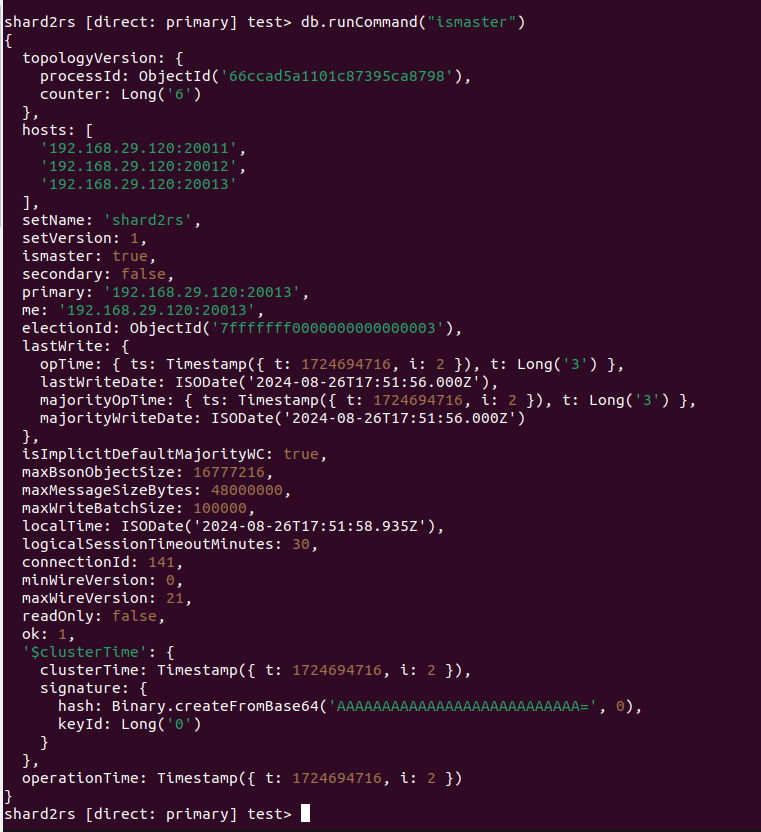 shard2rs [direct: primary] test> db.runCommand("ismaster")
{
  topologyVersion: {
    processId: ObjectId('66ccad5a1101c87395ca8798'),
    counter: Long('6')
  },
  hosts: [
    '192.168.29.120:20011',
    '192.168.29.120:20012',
    '192.168.29.120:20013'
  ],
  setName: 'shard2rs',
  setVersion: 1,
  ismaster: true,
  secondary: false,
  primary: '192.168.29.120:20013',
  me: '192.168.29.120:20013',
  electionId: ObjectId('7fffffff0000000000000003'),
  lastWrite: {
    opTime: { ts: Timestamp({ t: 1724694716, i: 2 }), t: Long('3') },
    lastWriteDate: ISODate('2024-08-26T17:51:56.000Z'),
    majorityOpTime: { ts: Timestamp({ t: 1724694716, i: 2 }), t: Long('3') },
    majorityWriteDate: ISODate('2024-08-26T17:51:56.000Z')
  },
  isImplicitDefaultMajorityWC: true,
  maxBsonObjectSize: 16777216,
  maxMessageSizeBytes: 48000000,
  maxWriteBatchSize: 100000,
  localTime: ISODate('2024-08-26T17:51:58.935Z'),
  logicalSessionTimeoutMinutes: 30,
  connectionId: 141,
  minWireVersion: 0,
  maxWireVersion: 21,
  readOnly: false,
  ok: 1,
  '$clusterTime': {
    clusterTime: Timestamp({ t: 1724694716, i: 2 }),
    signature: {
      hash: Binary.createFromBase64('AAAAAAAAAAAAAAAAAAAAAAAAAAA=', 0),
      keyId: Long('0')
    }
  },
  operationTime: Timestamp({ t: 1724694716, i: 2 })
}
shard2rs [direct: primary] test>